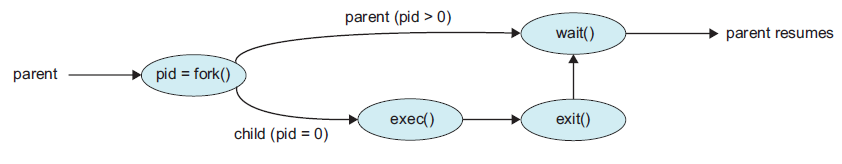 parent (pid > 0)
wait()
parent resumes
parent
pid = fork()
child (pid = 0)
exec()
exit()